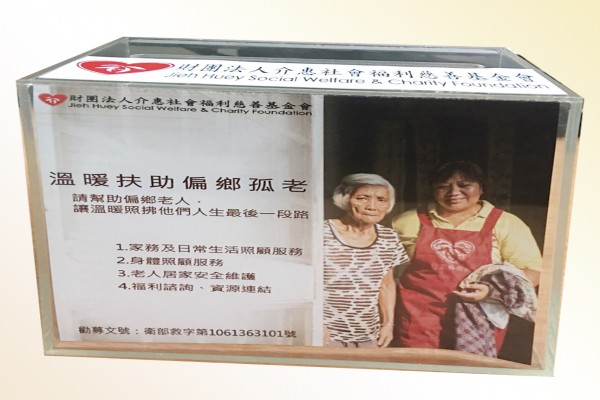 財團法人介惠社會福利慈善基金會
Jieh Huey Social Welfare & Charity Foundation
財團法人介惠社會福利慈善基金會
Jieh Huey Social Welfare & Charity Foundation
溫暖扶助偏鄉孤老
請幫助偏鄉老人，
讓溫暖照拂他們人生最後一段路
1.家務及日常生活照顧服務
2.身體照顧服務
3.老人居家安全維護
4.福利諮詢、資源連結
勸募文號：衛部救字第1061363101號